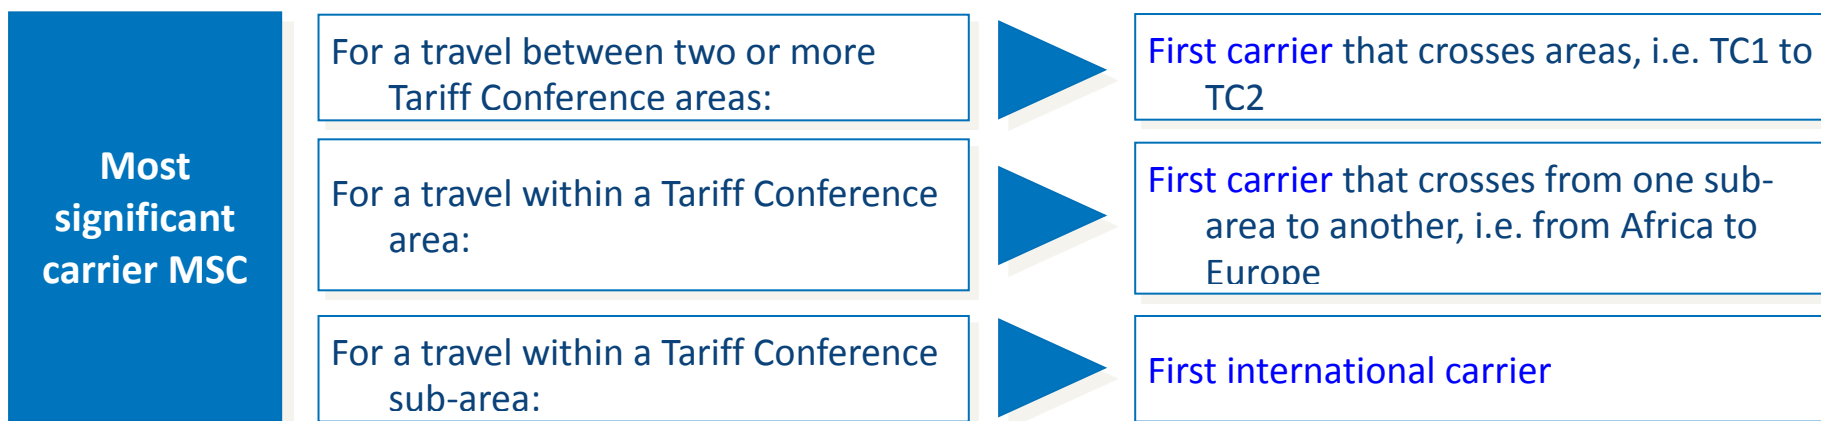 Most
significant
carrier MSC
For a travel between two or more
Tariff Conference areas:
First carrier that crosses areas, i.e. TC1 to
TC2
For a travel within a Tariff Conference
area:
First carrier that crosses from one sub-
area to another, i.e. from Africa to
Europe
For a travel within a Tariff Conference
sub-area:
First international carrier